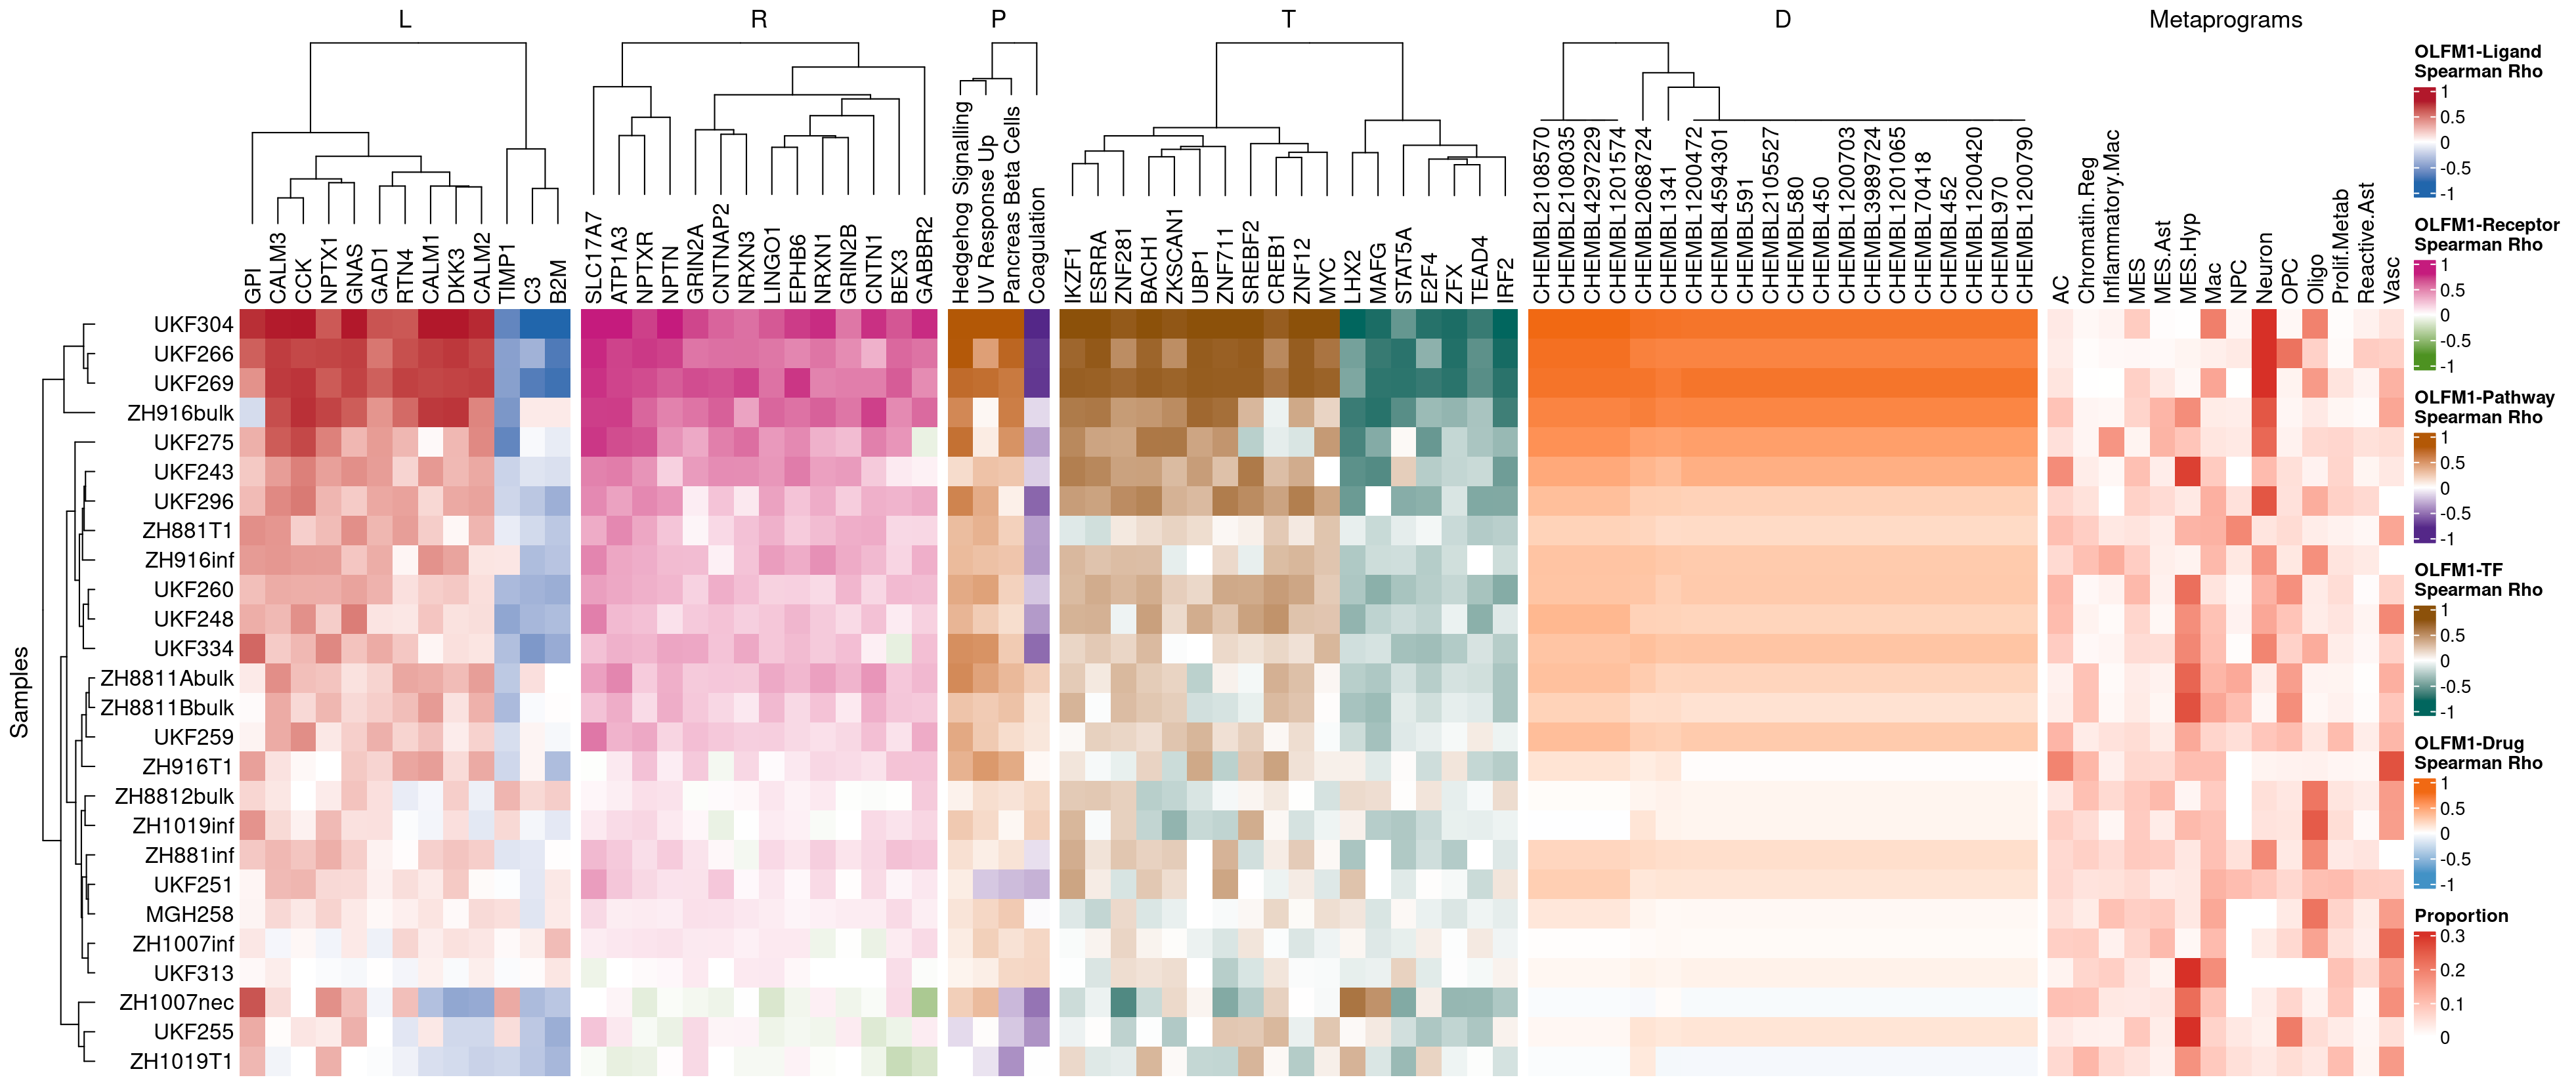 L
R
P
T
D
Metaprograms
GPI
CALM3
CCK
NPTX1
GNAS
GAD1
RTN4
CALM1
DKK3
CALM2
TIMP1
C3
B2M
SLC17A7
ATP1A3
NPTXR
NPTN
GRIN2A
CNTNAP2
NRXN3
LINGO1
EPHB6
NRXN1
GRIN2B
CNTN1
BEX3
GABBR2
Hedgehog Signalling
UV Response Up
Pancreas Beta Cells
Coagulation
IKZF1
ESRRA
ZNF281
BACH1
ZKSCAN1
UBP1
ZNF711
SREBF2
CREB1
ZNF12
MYC
LHX2
MAFG
STAT5A
E2F4
ZFX
TEAD4
IRF2
CHEMBL2108570
CHEMBL2108035
CHEMBL4297229
CHEMBL1201574
CHEMBL2068724
CHEMBL1341
CHEMBL1200472
CHEMBL4594301
CHEMBL591
CHEMBL2105527
CHEMBL580
CHEMBL450
CHEMBL1200703
CHEMBL3989724
CHEMBL1201065
CHEMBL70418
CHEMBL452
CHEMBL1200420
CHEMBL970
CHEMBL1200790
AC
Chromatin.Reg
Inflammatory.Mac
MES
MES.Ast
MES.Hyp
Mac
NPC
Neuron
OPC
Oligo
Prolif.Metab
Reactive.Ast
Vasc
Samples
UKF304
UKF266
UKF269
ZH916bulk
UKF275
UKF243
UKF296
ZH881T1
ZH916inf
UKF260
UKF248
UKF334
ZH8811Abulk
ZH8811Bbulk
UKF259
ZH916T1
ZH8812bulk
ZH1019inf
ZH881inf
UKF251
MGH258
ZH1007inf
UKF313
ZH1007nec
UKF255
ZH1019T1
OLFM1-Ligand
Spearman Rho
1
0.5
0
-0.5
-1
OLFM1-Receptor
Spearman Rho
1
0.5
0
-0.5
-1
OLFM1-Pathway
Spearman Rho
1
0.5
0
-0.5
-1
OLFM1-TF
Spearman Rho
1
0.5
0
-0.5
-1
OLFM1-Drug
Spearman Rho
1
0.5
0
-0.5
-1
Proportion
0.3
0.2
0.1
0